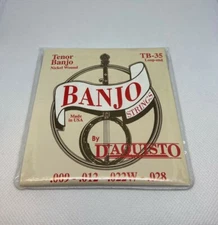 Tenor
Banjo
Nickel Wound
TB-35
Loop end
BANJO
STRINGS
Made
in USA
By
D'AQUISTO
.009 - .012 - .022W - .028